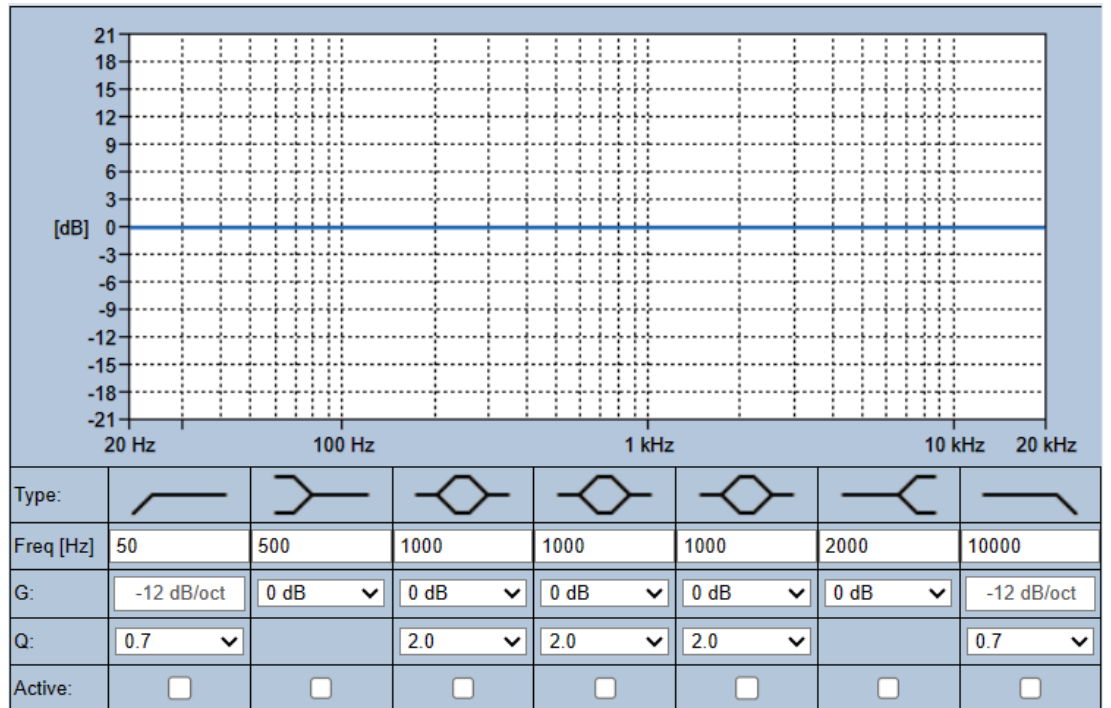 21
18
15
12
9
6
3
[dB] 0
-3
-6
-9
-12
-15
-18
-21
20 Hz 100 Hz 1 kHz 10 kHz 20 kHz
Type:
Freq [Hz] 50 500 1000 1000 1000 2000 10000
G: -12 dB/oct 0 dB 0 dB 0 dB 0 dB 0 dB -12 dB/oct
Q: 0.7 2.0 2.0 2.0 0.7
Active: